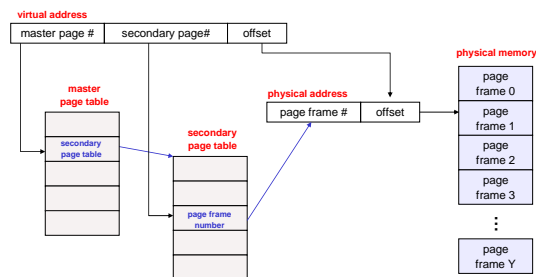 virtual address
master page #
secondary page#
offset
physical memory
master
page table
physical address
page frame #
offset
page
frame 0
page
frame 1
page
frame 2
page
frame 3
secondary
page table
secondary
page table
page frame
number
page
frame Y